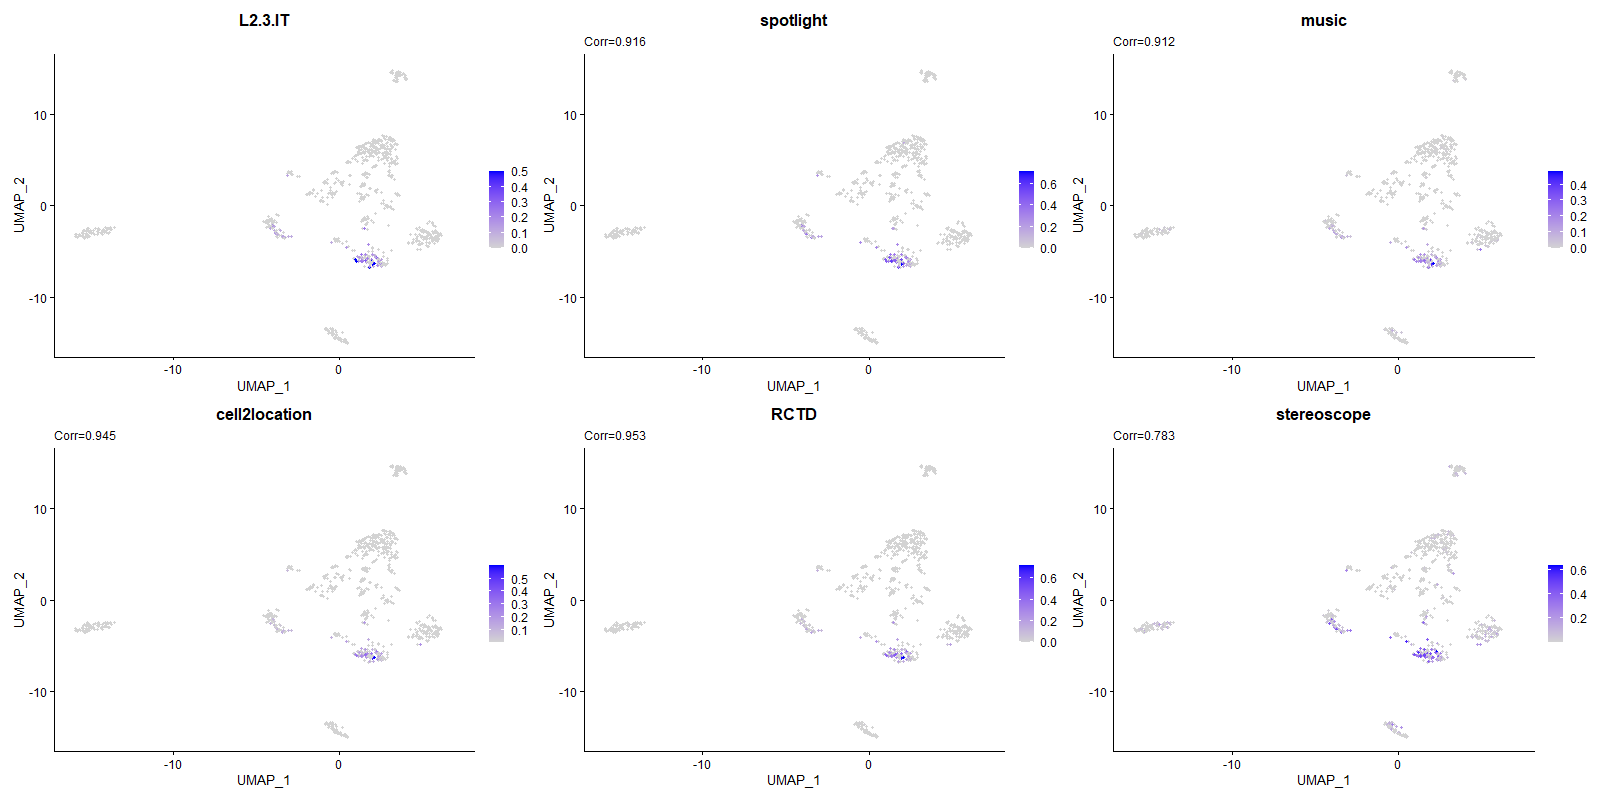 L2.3.IT
UMAP_2
10
0
-10
-10
0
UMAP_1
0.5
0.4
0.3
0.2
0.1
0.0
spotlight
Corr=0.916
UMAP_2
10
0
-10
-10
0
UMAP_1
0.6
0.4
0.2
0.0
music
Corr=0.912
UMAP_2
10
0
-10
-10
0
UMAP_1
0.4
0.3
0.2
0.1
0.0
cell2location
Corr=0.945
UMAP_2
10
0
-10
-10
0
UMAP_1
0.5
0.4
0.3
0.2
0.1
RCTD
Corr=0.953
UMAP_2
10
0
-10
-10
0
UMAP_1
0.6
0.4
0.2
0.0
stereoscope
Corr=0.783
UMAP_2
10
0
-10
-10
0
UMAP_1
0.6
0.4
0.2